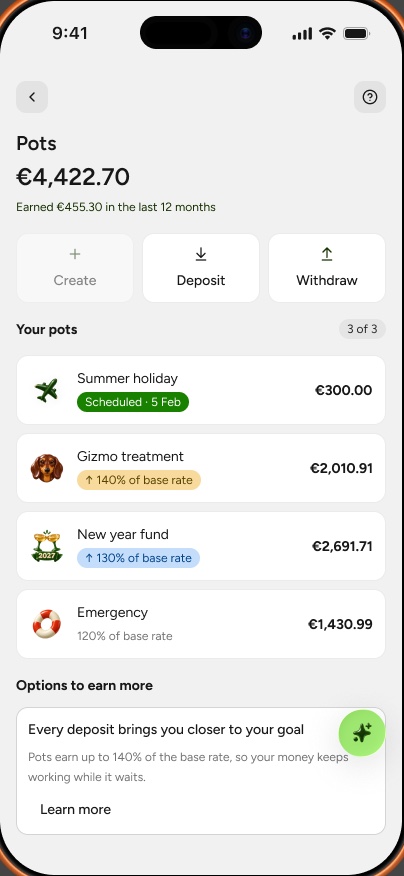 9:41
Pots
€4,422.70
Earned €455.30 in the last 12 months
Create
Deposit
Withdraw
Your pots
3 of 3
Summer holiday
Scheduled · 5 Feb
€300.00
Gizmo treatment
↑ 140% of base rate
€2,010.91
2027
New year fund
↑ 130% of base rate
€2,691.71
Emergency
120% of base rate
€1,430.99
Options to earn more
Every deposit brings you closer to your goal
Pots earn up to 140% of the base rate, so your money keeps
working while it waits.
Learn more